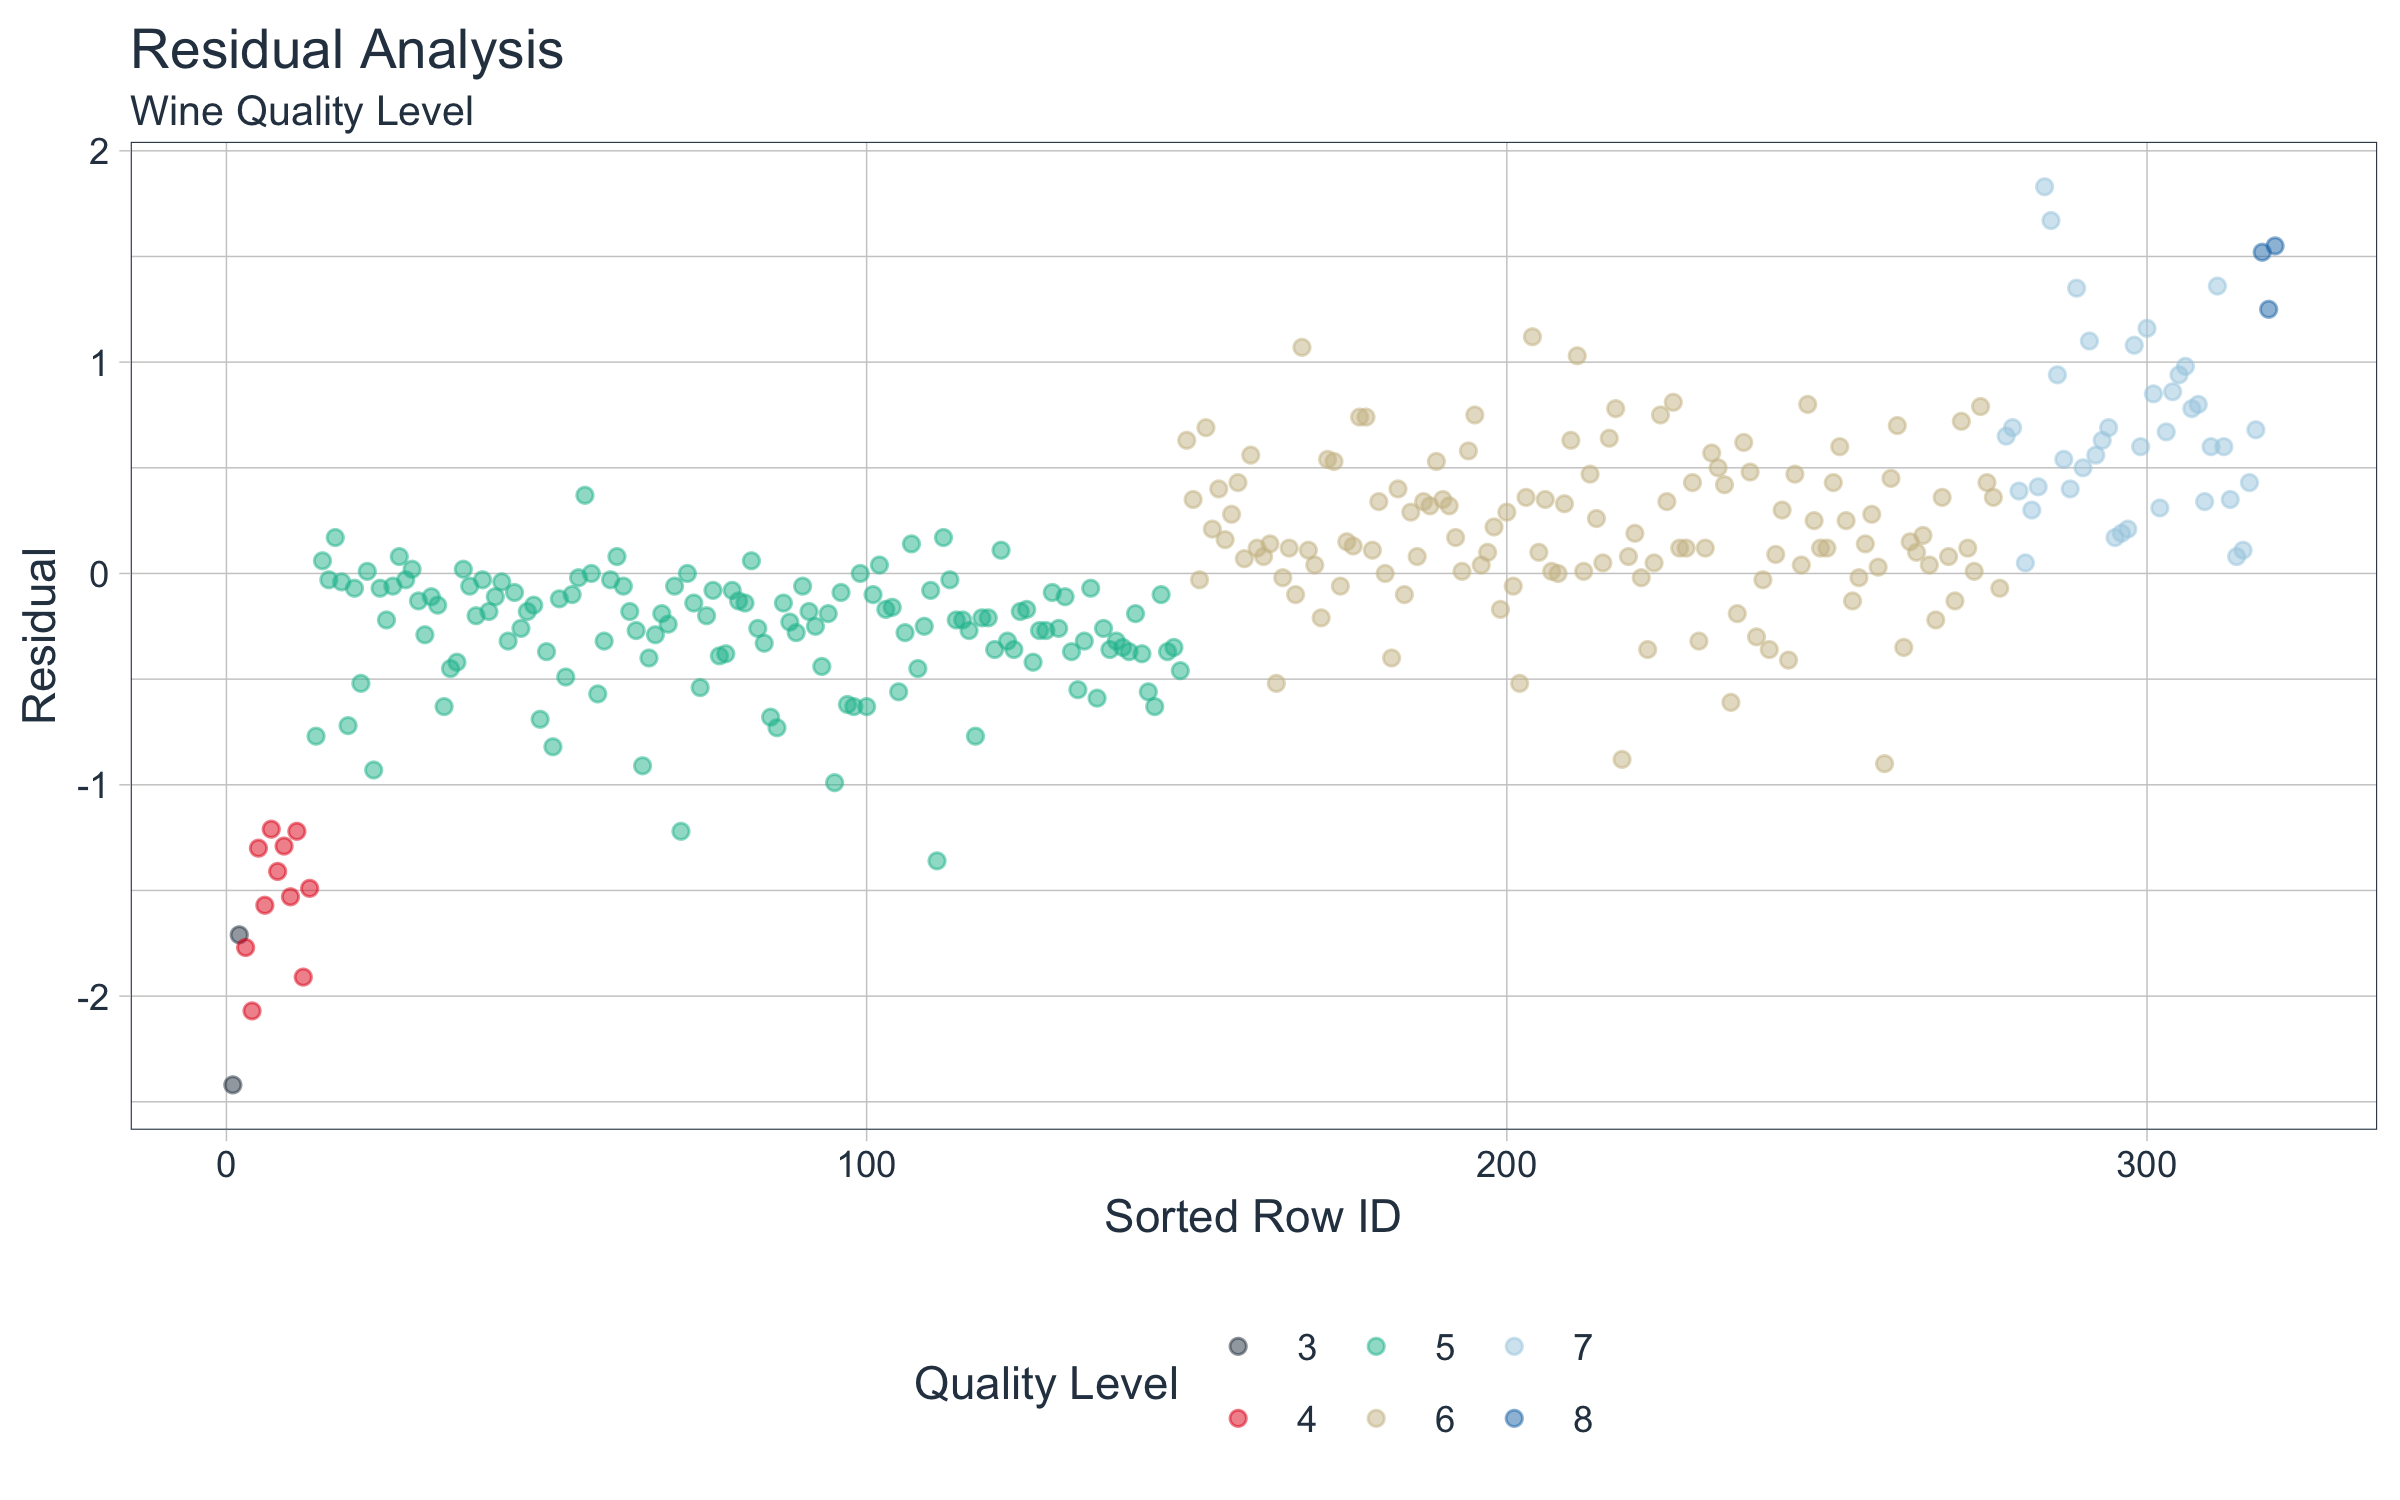 Residual Analysis
Wine Quality Level
2
1
0
-1
-2
Residual
0 100 200 300
Sorted Row ID
Quality Level
3 5 7
4 6 8